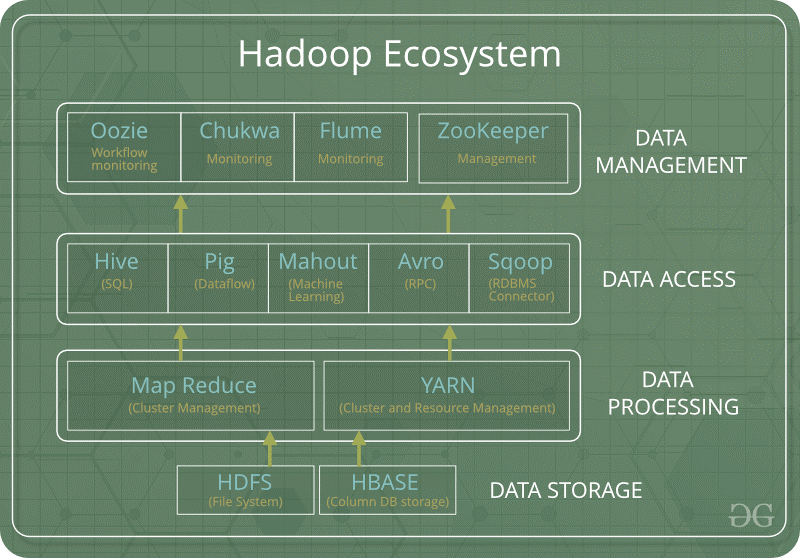 Hadoop Ecosystem
Oozie
Workflow
monitoring
Chukwa
Monitoring
Flume
Monitoring
ZooKeeper
Management
DATA
MANAGEMENT
Hive
(SQL)
Pig
(Dataflow)
Mahout
(Machine
Learning)
Avro
(RPC)
Sqoop
(RDBMS
Connector)
DATA ACCESS
Map Reduce
(Cluster Management)
YARN
(Cluster and Resource Management)
DATA
PROCESSING
HDFS
(File System)
HBASE
(Column DB storage)
DATA STORAGE
GG